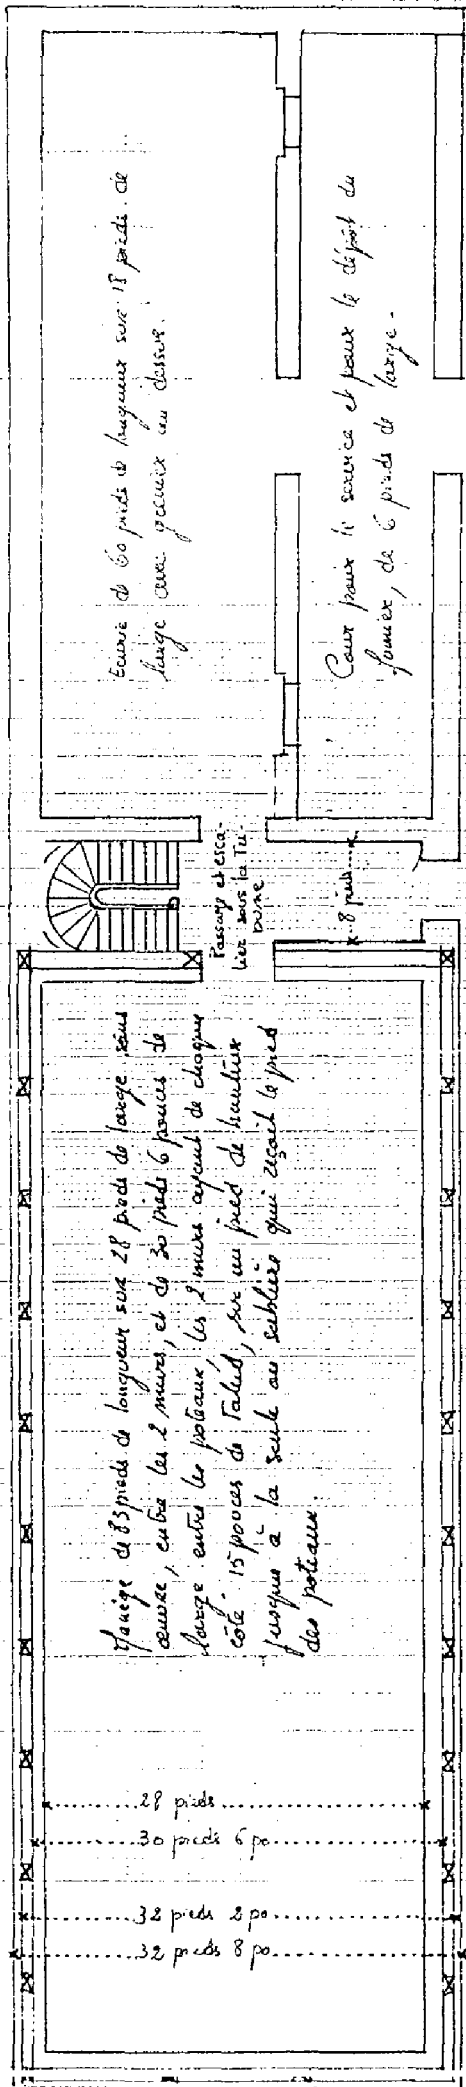 Ecurie de 60 pieds de longueur sur 18 pieds de
large avec grenier au dessus.
Cour pour le service et pour le dépôt du
fumier, de 6 pieds de large -
Passage et esca-
lier sous la Tri-
bune
8 pieds
Manège de 83 pieds de longueur sur 28 pieds de large sous
œuvre, entre les 2 murs, et de 30 pieds 6 pouces de
large entre les poteaux, les 2 murs ayant de chaque
côté 15 pouces de Talud, sur un pied de hauteur
jusques à la seule ou sablière qui reçoit le pied
des poteaux.
28 pieds
30 pieds 6 po
32 pieds 2 po
32 pieds 8 po